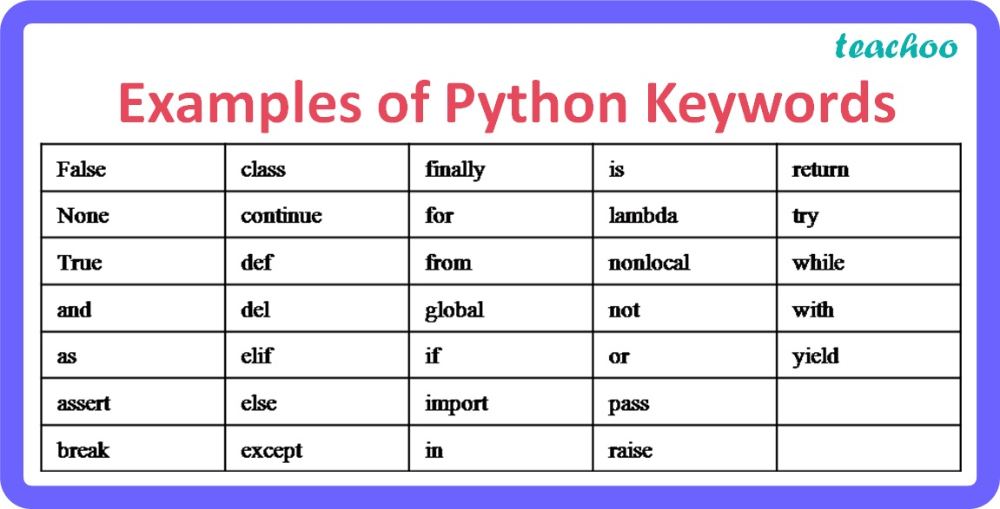 teachoo
Examples of Python Keywords
False class finally is return
None continue for lambda try
True def from nonlocal while
and del global not with
as elif if or yield
assert else import pass
break except in raise